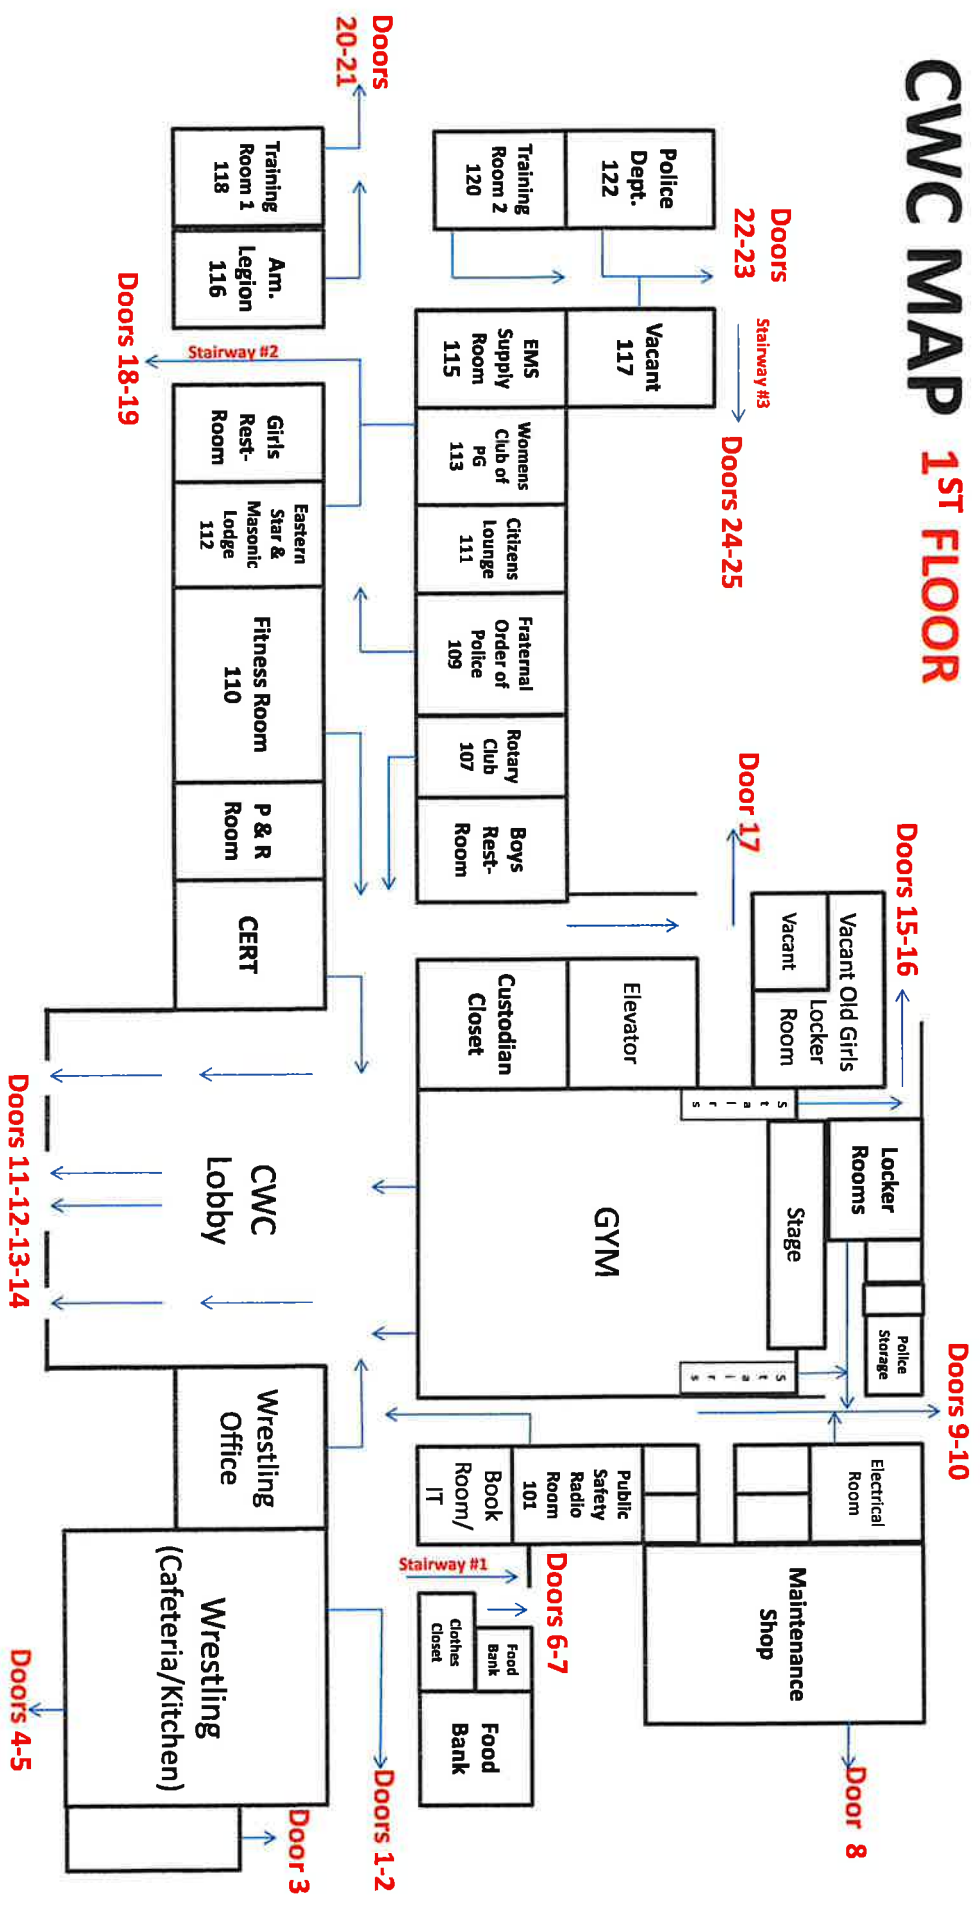 CWC MAP 1ST FLOOR
Doors
20-21
Doors
22-23
Stairway #3
Doors 24-25
Door 17
Doors 15-16
Doors 9-10
Police
Dept.
122
Training
Room 2
120
Training
Room 1
118
Am.
Legion
116
Doors 18-19
Stairway #2
Vacant
117
EMS
Supply
Room
115
Womens
Club of
PG
113
Citizens
Lounge
111
Fraternal
Order of
Police
109
Rotary
Club
107
Boys
Rest-
Room
Girls
Rest-
Room
Eastern
Star &
Masonic
Lodge
112
Fitness Room
110
P & R
Room
CERT
Vacant Old Girls
Locker
Room
Vacant
Elevator
Custodian
Closet
Stairs
Locker
Rooms
Stage
GYM
Police
Storage
Stairs
CWC
Lobby
Doors 11-12-13-14
Electrical
Room
Public
Safety
Radio
Room
101
Book
Room/
IT
Wrestling
Office
Stairway #1
Doors 6-7
Maintenance
Shop
Door 8
Food
Bank
Clothes
Closet
Food
Bank
Wrestling
(Cafeteria/Kitchen)
Doors 4-5
Doors 1-2
Door 3